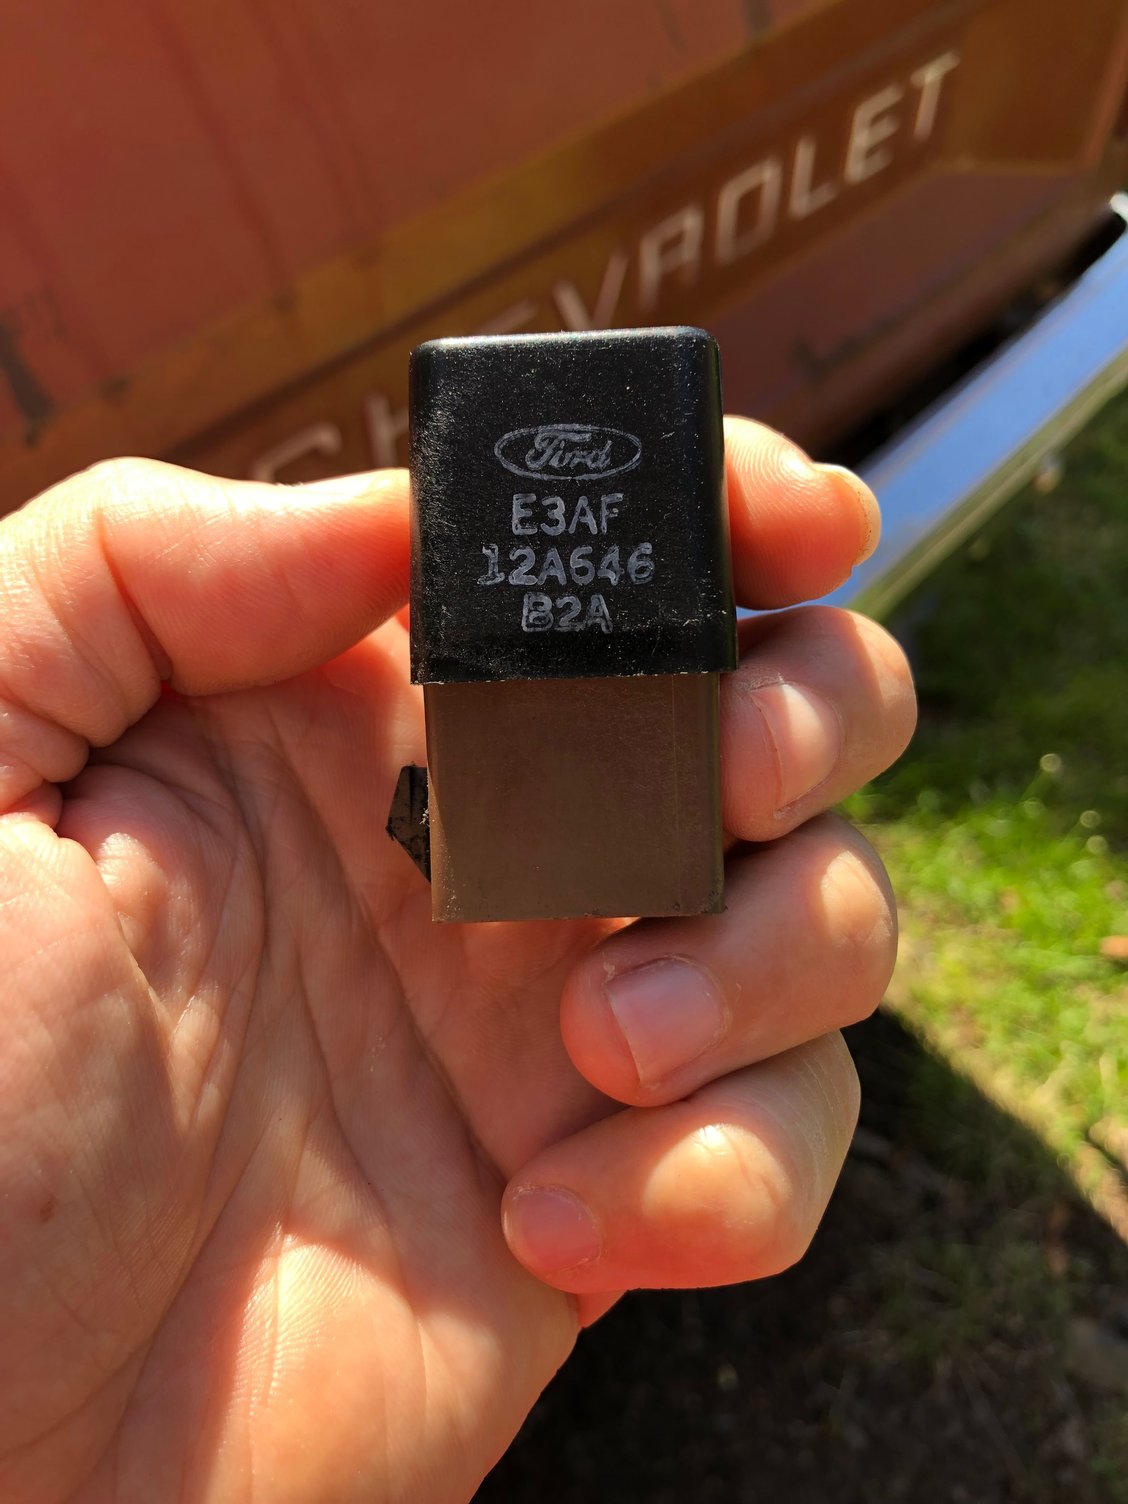 CHEVROLET
Ford
E3AF
12A646
B2A